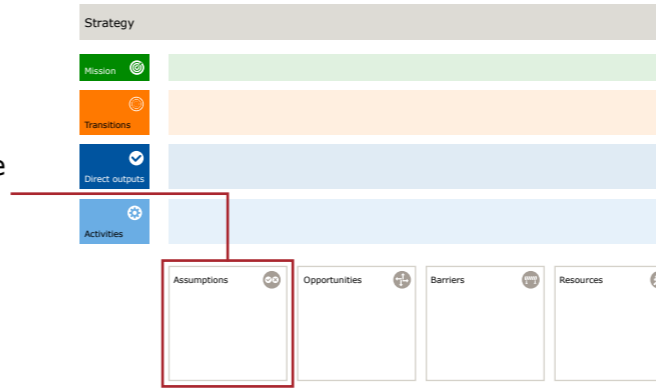 Strategy
Mission
Transitions
e
Direct outputs
Activities
Assumptions
Opportunities
Barriers
Resources